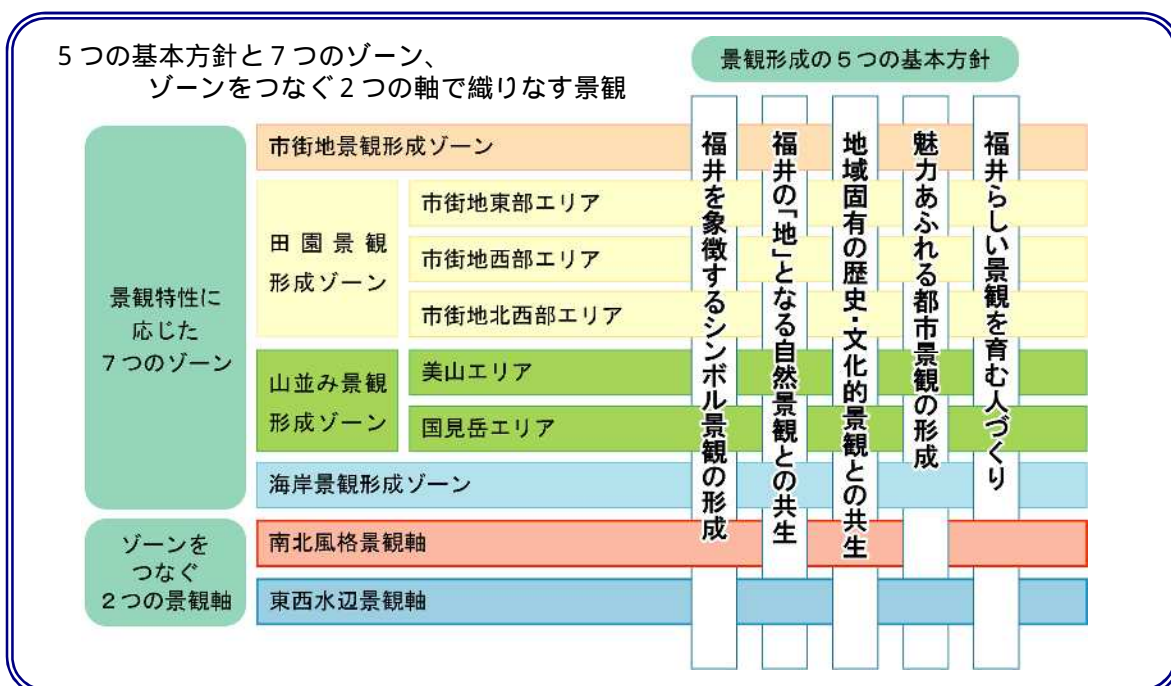 5つの基本方針と7つのゾーン、
ゾーンをつなぐ2つの軸で織りなす景観
景観形成の5つの基本方針
景観特性に
応じた
7つのゾーン
市街地景観形成ゾーン
田園景観
形成ゾーン
市街地東部エリア
市街地西部エリア
市街地北西部エリア
山並み景観
形成ゾーン
美山エリア
国見岳エリア
海岸景観形成ゾーン
ゾーンを
つなぐ
2つの景観軸
南北風格景観軸
東西水辺景観軸
福井を象徴するシンボル景観の形成
福井の「地」となる自然景観との共生
地域固有の歴史・文化的景観との共生
魅力あふれる都市景観の形成
福井らしい景観を育む人づくり